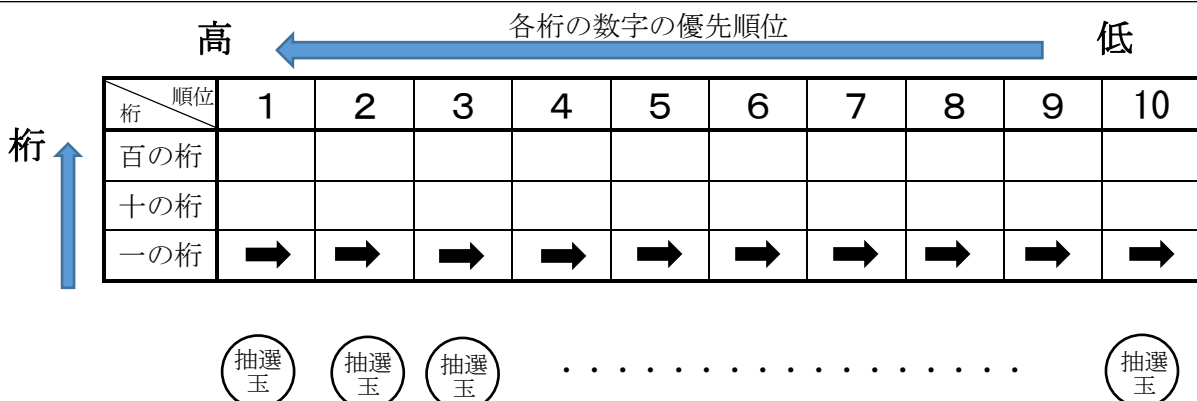 各桁の数字の優先順位
高 低
桁
順位
桁 1 2 3 4 5 6 7 8 9 10
百の桁
十の桁
一の桁
抽選玉 抽選玉 抽選玉 ・・・・・・・・・・・・・・・・・ 抽選玉